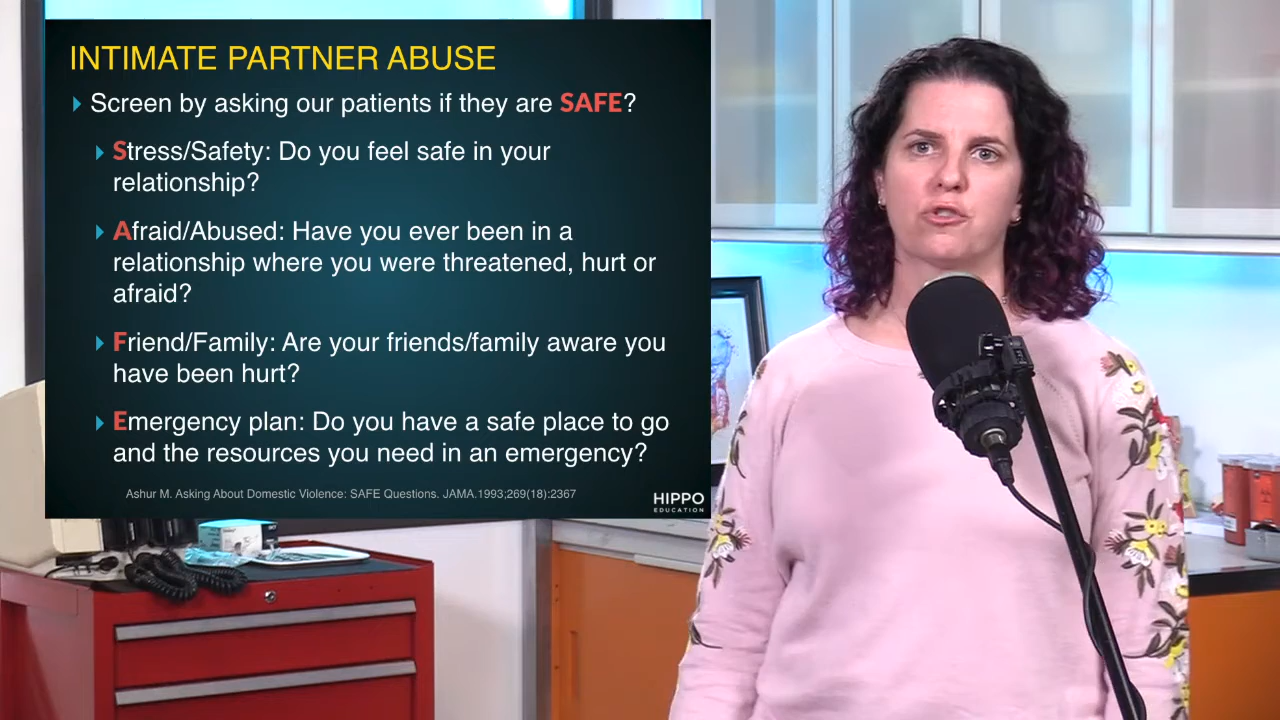 INTIMATE PARTNER ABUSE
Screen by asking our patients if they are SAFE?
Stress/Safety: Do you feel safe in your
relationship?
Afraid/Abused: Have you ever been in a
relationship where you were threatened, hurt or
afraid?
Friend/Family: Are your friends/family aware you
have been hurt?
Emergency plan: Do you have a safe place to go
and the resources you need in an emergency?
Ashur M. Asking About Domestic Violence: SAFE Questions. JAMA.1993;269(18):2367
HIPPO
EDUCATION